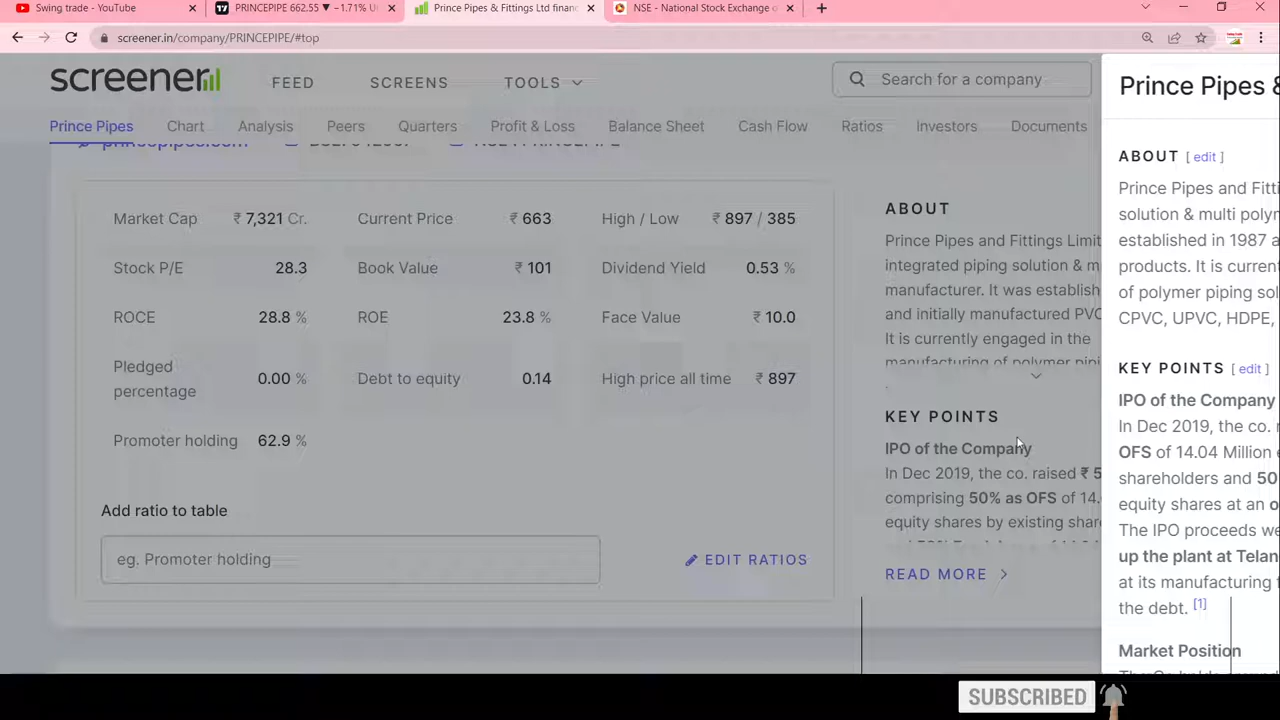 Swing trade - YouTube
PRINCEPIPE 662.55 ▼ −1.71% U
Prince Pipes & Fittings Ltd financ
NSE - National Stock Exchange o
screener.in/company/PRINCEPIPE/#top
screener
FEED
SCREENS
TOOLS
Search for a company
Prince Pipes
Chart
Analysis
Peers
Quarters
Profit & Loss
Balance Sheet
Cash Flow
Ratios
Investors
Documents
princepipes.com
Market Cap ₹ 7,321 Cr.
Current Price ₹ 663
High / Low ₹ 897 / 385
Stock P/E 28.3
Book Value ₹ 101
Dividend Yield 0.53 %
ROCE 28.8 %
ROE 23.8 %
Face Value ₹ 10.0
Pledged
percentage 0.00 %
Debt to equity 0.14
High price all time ₹ 897
Promoter holding 62.9 %
Add ratio to table
eg. Promoter holding
EDIT RATIOS
ABOUT
Prince Pipes and Fittings Limit
integrated piping solution & m
manufacturer. It was establish
and initially manufactured PVC
It is currently engaged in the
manufacturing of polymer pipi
KEY POINTS
IPO of the Company
In Dec 2019, the co. raised ₹ 5
comprising 50% as OFS of 14.
equity shares by existing share
READ MORE
Prince Pipes &
ABOUT [ edit ]
Prince Pipes and Fitti
solution & multi polym
established in 1987 a
products. It is current
of polymer piping sol
CPVC, UPVC, HDPE,
KEY POINTS [ edit ]
IPO of the Company
In Dec 2019, the co. r
OFS of 14.04 Million e
shareholders and 50
equity shares at an o
The IPO proceeds we
up the plant at Telan
at its manufacturing f
the debt. [1]
Market Position
SUBSCRIBED